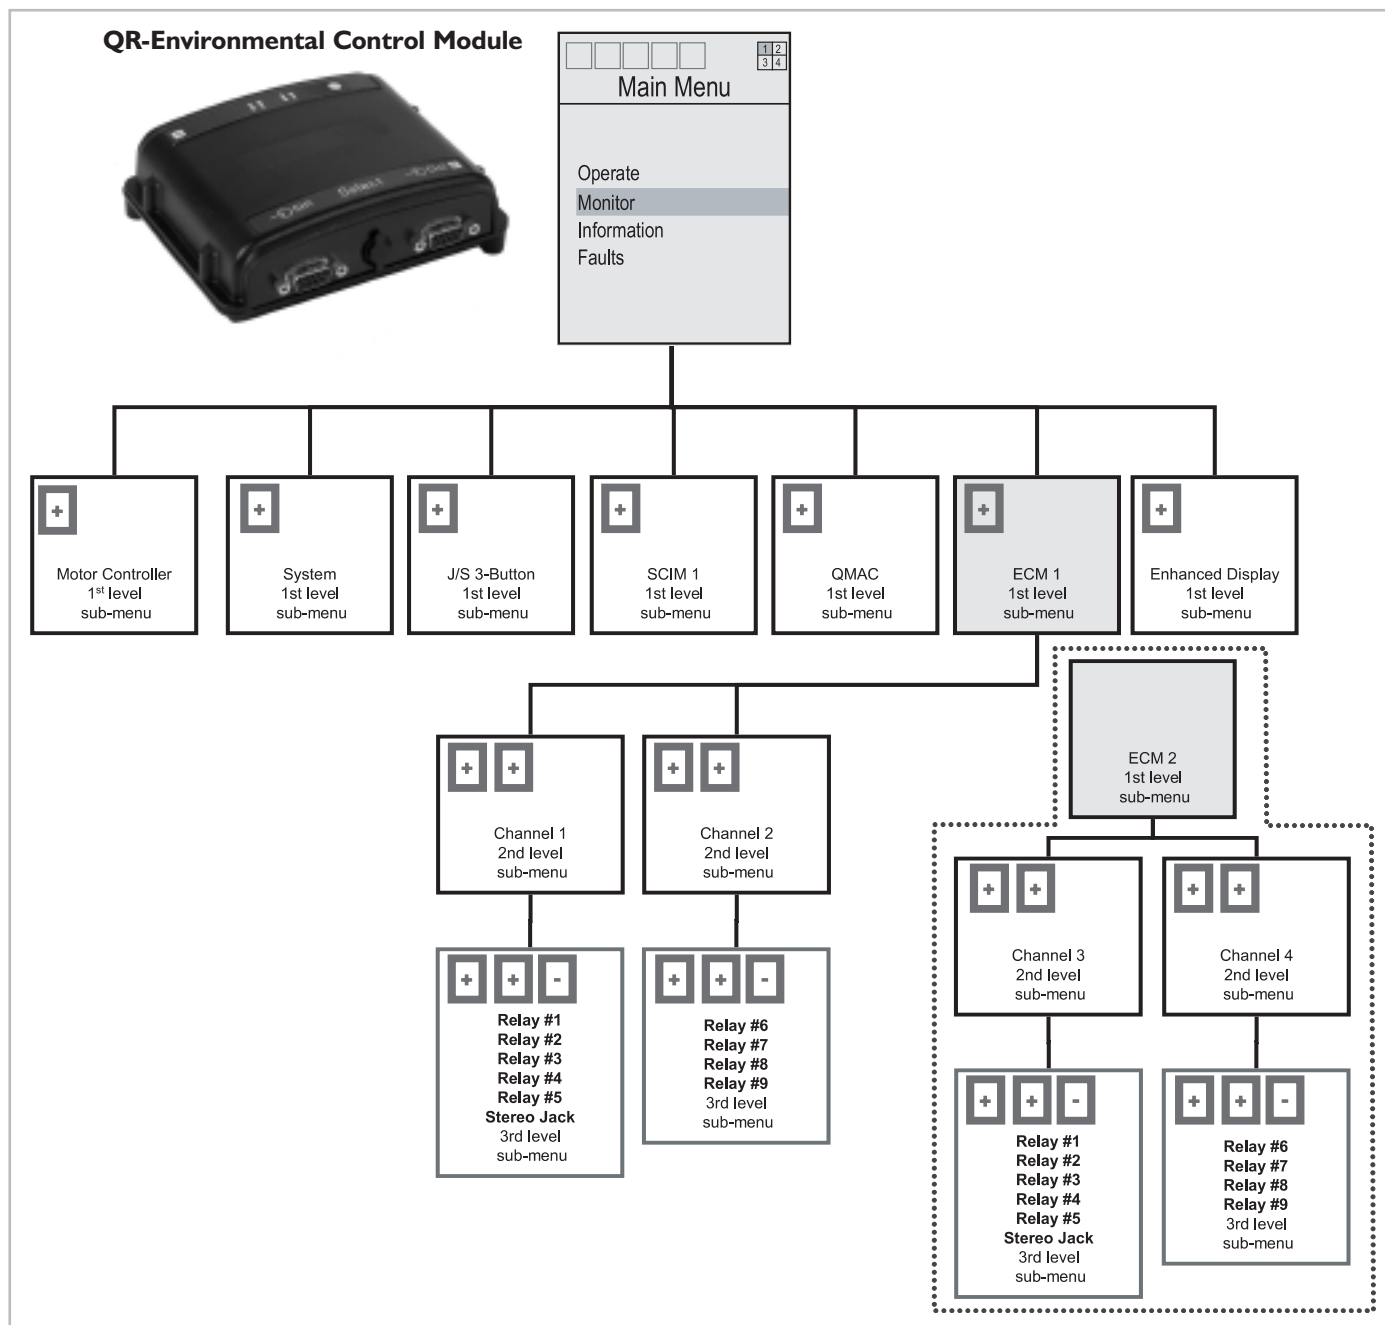 QR-Environmental Control Module
1 2
3 4
Main Menu
Operate
Monitor
Information
Faults
Select
+
Motor Controller
1st level
sub-menu
+
System
1st level
sub-menu
+
J/S 3-Button
1st level
sub-menu
+
SCIM 1
1st level
sub-menu
+
QMAC
1st level
sub-menu
+
ECM 1
1st level
sub-menu
+
Enhanced Display
1st level
sub-menu
+ +
Channel 1
2nd level
sub-menu
+ +
Channel 2
2nd level
sub-menu
ECM 2
1st level
sub-menu
+ +
Channel 3
2nd level
sub-menu
+ +
Channel 4
2nd level
sub-menu
+ + -
Relay #1
Relay #2
Relay #3
Relay #4
Relay #5
Stereo Jack
3rd level
sub-menu
+ + -
Relay #6
Relay #7
Relay #8
Relay #9
3rd level
sub-menu
+ + -
Relay #1
Relay #2
Relay #3
Relay #4
Relay #5
Stereo Jack
3rd level
sub-menu
+ + -
Relay #6
Relay #7
Relay #8
Relay #9
3rd level
sub-menu